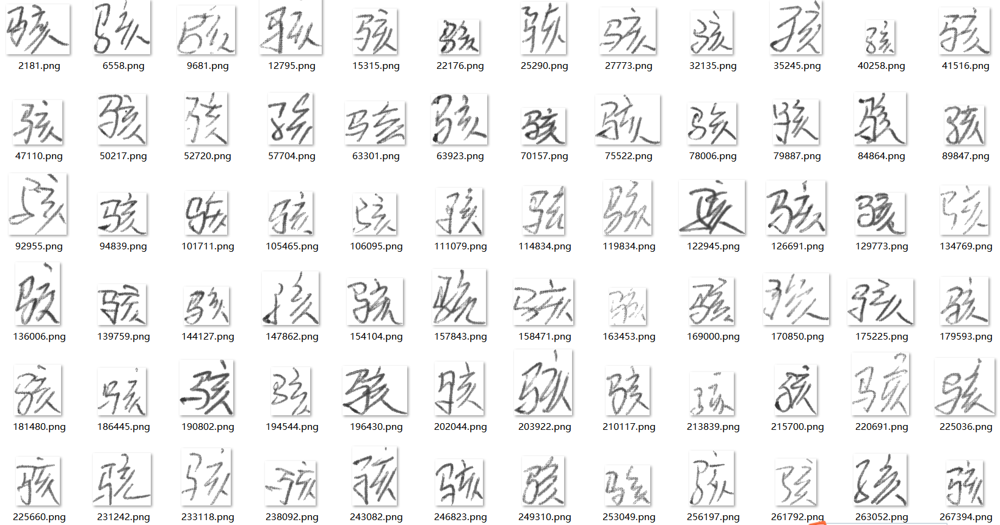 骇 骇 骇 骇 骇 骇 骇 骇 骇 骇 骇 骇
2181.png 6558.png 9681.png 12795.png 15315.png 22176.png 25290.png 27773.png 32135.png 35245.png 40258.png 41516.png
骇 骇 骇 骇 骇 骇 骇 骇 骇 骇 骇 骇
47110.png 50217.png 52720.png 57704.png 63301.png 63923.png 70157.png 75522.png 78006.png 79887.png 84864.png 89847.png
骇 骇 骇 骇 骇 骇 骇 骇 骇 骇 骇 骇
92955.png 94839.png 101711.png 105465.png 106095.png 111079.png 114834.png 119834.png 122945.png 126691.png 129773.png 134769.png
骇 骇 骇 骇 骇 骇 骇 骇 骇 骇 骇 骇
136006.png 139759.png 144127.png 147862.png 154104.png 157843.png 158471.png 163453.png 169000.png 170850.png 175225.png 179593.png
骇 骇 骇 骇 骇 骇 骇 骇 骇 骇 骇 骇
181480.png 186445.png 190802.png 194544.png 196430.png 202044.png 203922.png 210117.png 213839.png 215700.png 220691.png 225036.png
骇 骇 骇 骇 骇 骇 骇 骇 骇 骇 骇 骇
225660.png 231242.png 233118.png 238092.png 243082.png 246823.png 249310.png 253049.png 256197.png 261792.png 263052.png 267394.png